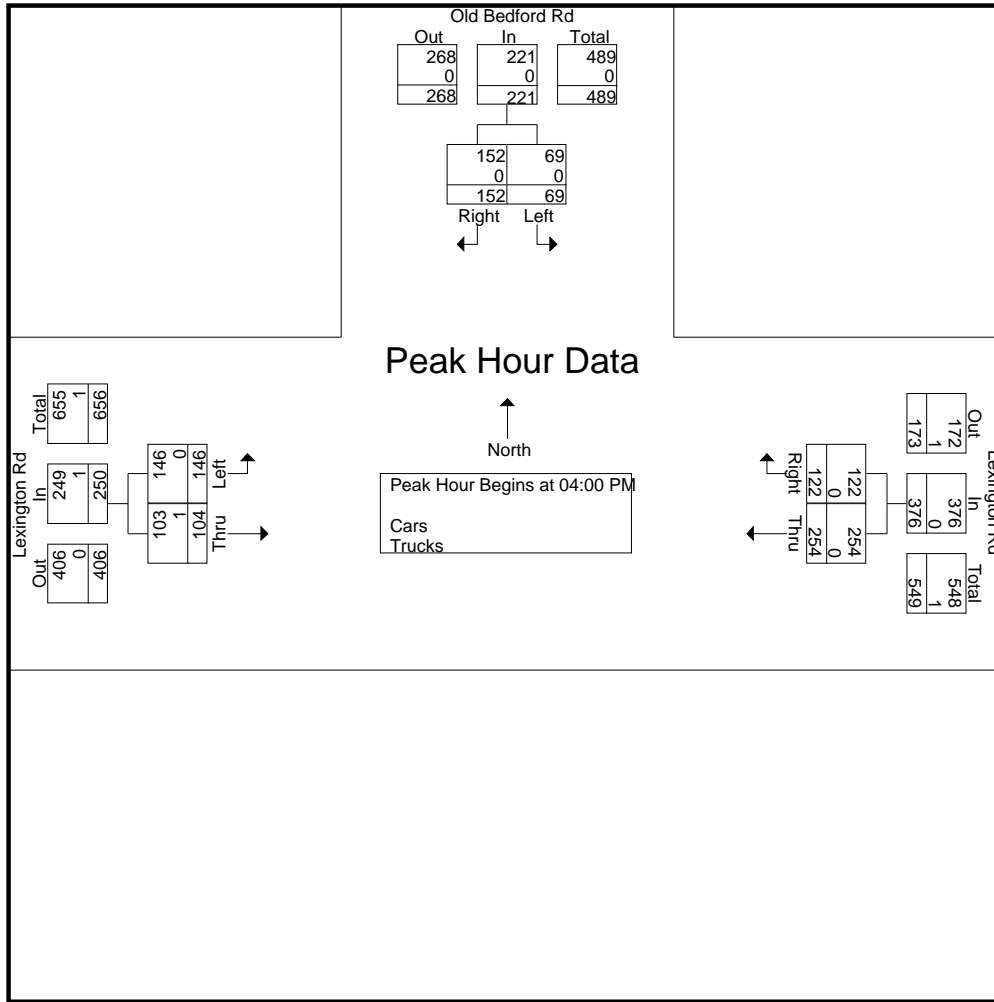 Old Bedford Rd
Out In Total
268 221 489
0 0 0
268 221 489
152 69
0 0
152 69
Right Left
Peak Hour Data
North
Peak Hour Begins at 04:00 PM
Cars
Trucks
Lexington Rd
Out In Total
406 249 655
0 1 1
406 250 656
Thru Left
103 146
1 0
104 146
Lexington Rd
Out In Total
172 376 548
1 0 1
173 376 549
Right Thru
122 254
0 0
122 254